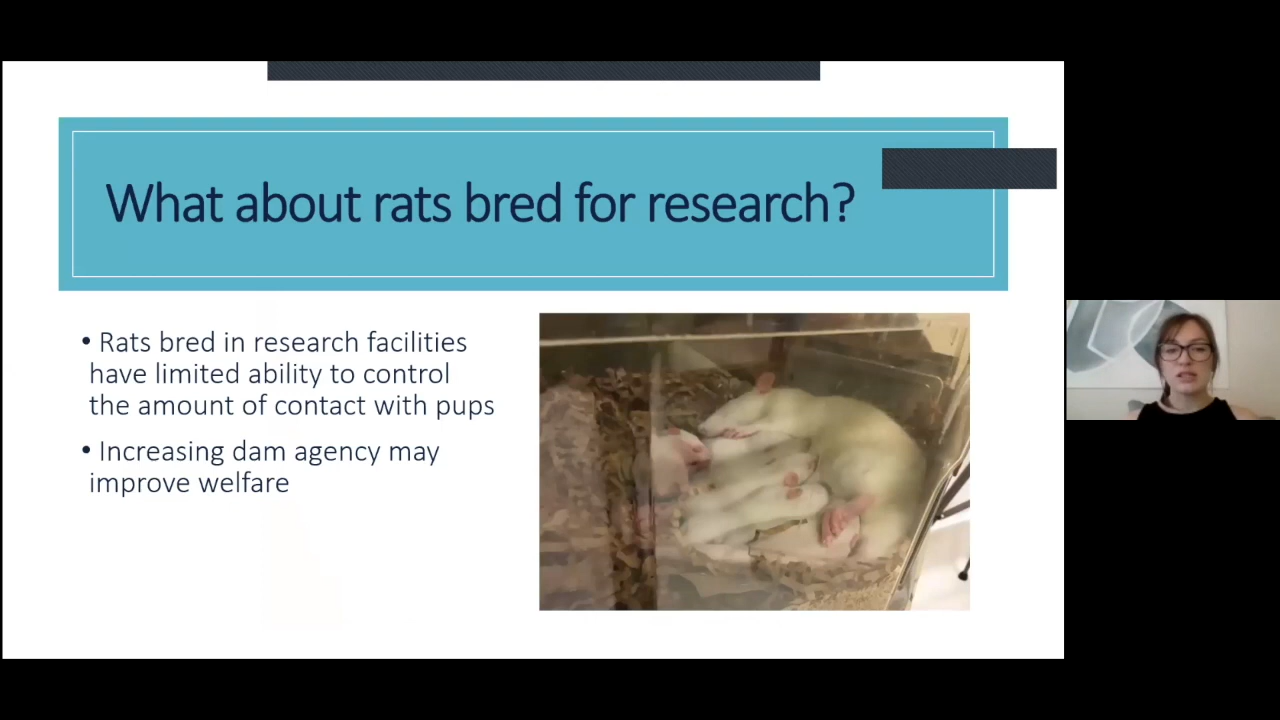 What about rats bred for research?
• Rats bred in research facilities
have limited ability to control
the amount of contact with pups
• Increasing dam agency may
improve welfare